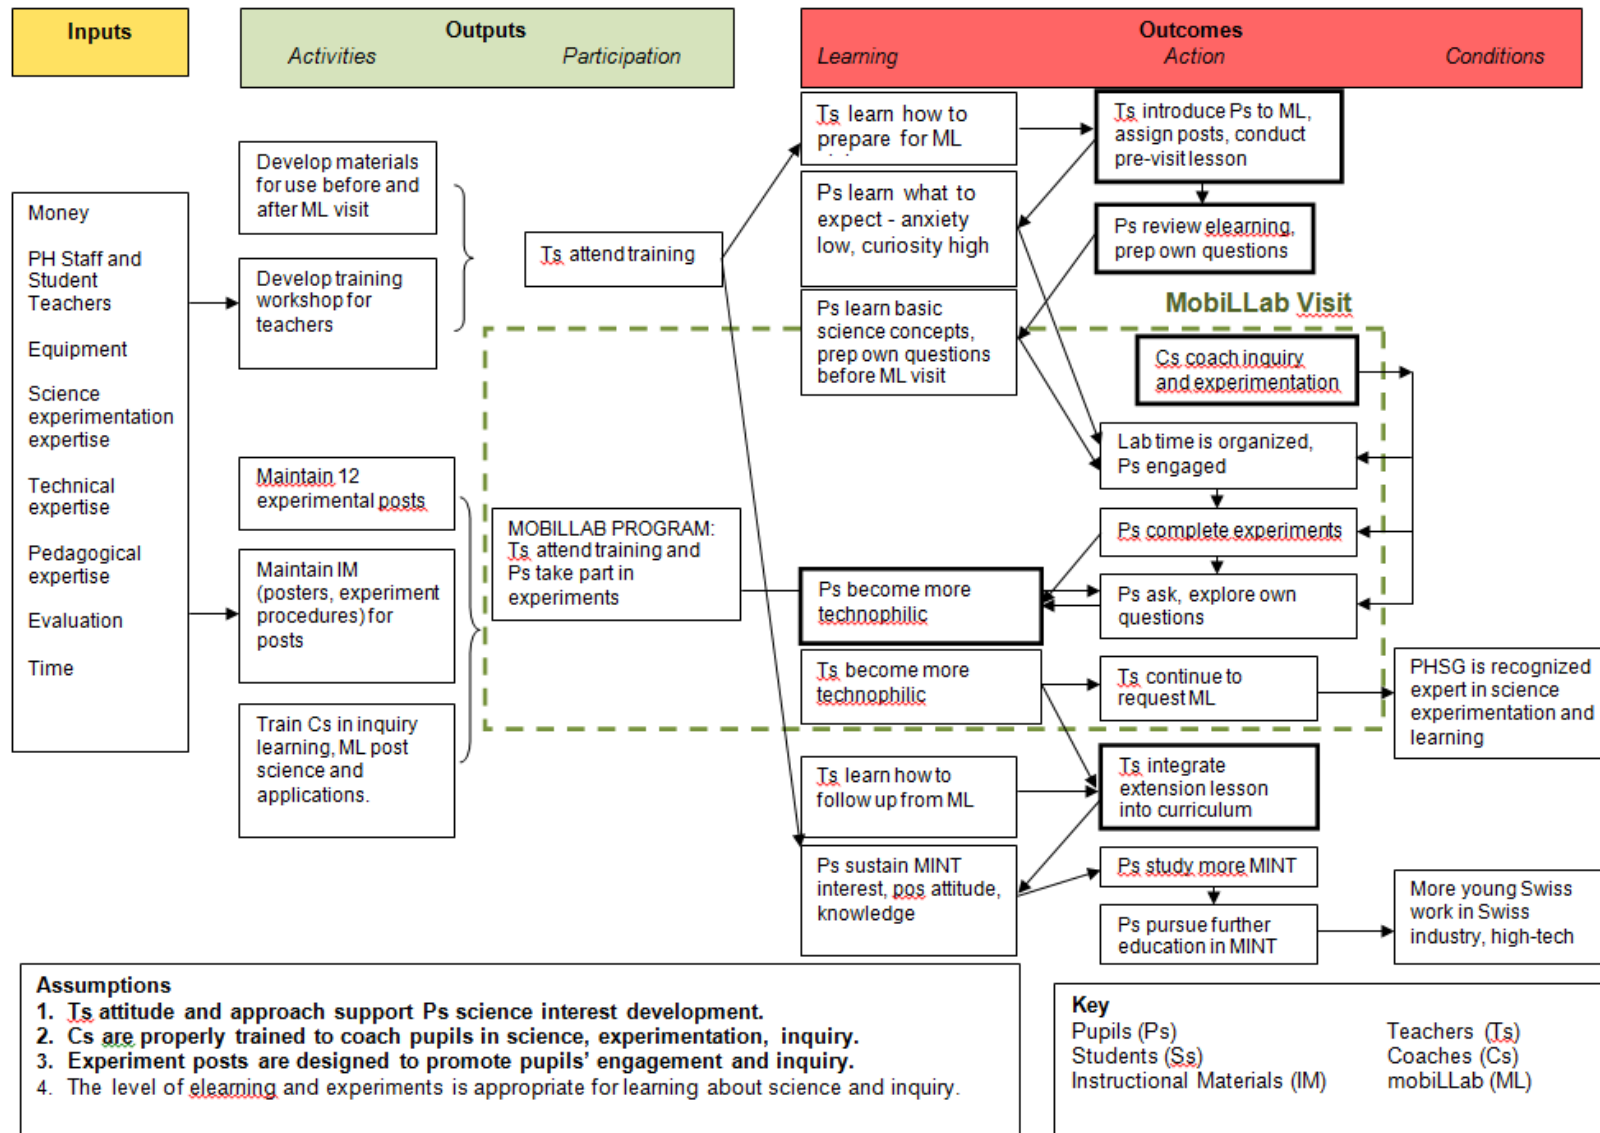 Inputs
Outputs
Activities
Participation
Outcomes
Learning
Action
Conditions
Money
PH Staff and
Student
Teachers
Equipment
Science
experimentation
expertise
Technical
expertise
Pedagogical
expertise
Evaluation
Time
Develop materials
for use before and
after ML visit
Develop training
workshop for
teachers
Maintain 12
experimental posts
Maintain IM
(posters, experiment
procedures) for
posts
Train Cs in inquiry
learning, ML post
science and
applications.
Ts attend training
MOBILLAB PROGRAM:
Ts attend training and
Ps take part in
experiments
Ts learn how to
prepare for ML
Ps learn what to
expect - anxiety
low, curiosity high
Ps learn basic
science concepts,
prep own questions
before ML visit
Ps become more
technophilic
Ts become more
technophilic
Ts learn how to
follow up from ML
Ps sustain MINT
interest, pos attitude,
knowledge
Ts introduce Ps to ML,
assign posts, conduct
pre-visit lesson
Ps review elearning,
prep own questions
MobiLLab Visit
Cs coach inquiry
and experimentation
Lab time is organized,
Ps engaged
Ps complete experiments
Ps ask, explore own
questions
Ts continue to
request ML
Ts integrate
extension lesson
into curriculum
Ps study more MINT
Ps pursue further
education in MINT
PHSG is recognized
expert in science
experimentation and
learning
More young Swiss
work in Swiss
industry, high-tech
Assumptions
1. Ts attitude and approach support Ps science interest development.
2. Cs are properly trained to coach pupils in science, experimentation, inquiry.
3. Experiment posts are designed to promote pupils' engagement and inquiry.
4. The level of elearning and experiments is appropriate for learning about science and inquiry.
Key
Pupils (Ps)
Students (Ss)
Instructional Materials (IM)
Teachers (Ts)
Coaches (Cs)
mobiLLab (ML)